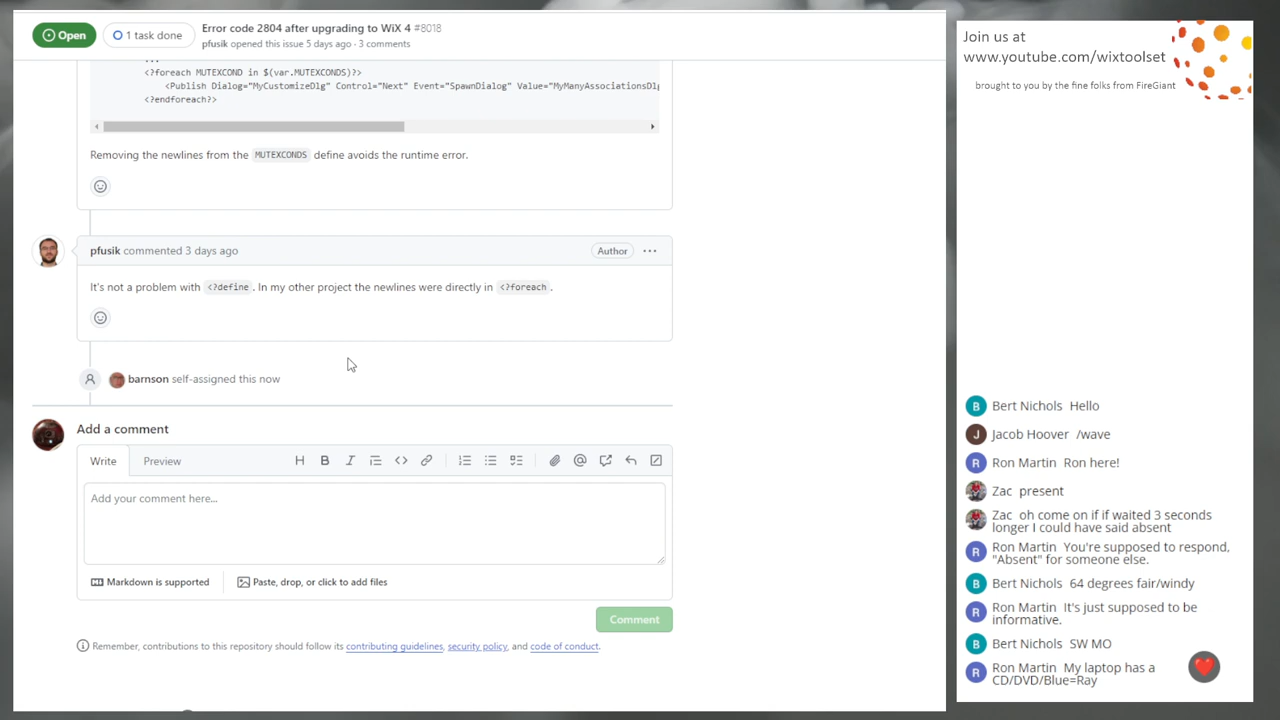 Open
1 task done
Error code 2804 after upgrading to WiX 4 #8018
pfusik opened this issue 5 days ago · 3 comments
<?foreach MUTEXCOND in $(var.MUTEXCONDS)?>
<Publish Dialog="MyCustomizeDlg" Control="Next" Event="SpawnDialog" Value="MyManyAssociationsDlg
<?endforeach?>
Removing the newlines from the MUTEXCONDS define avoids the runtime error.
pfusik commented 3 days ago
Author
It's not a problem with <?define . In my other project the newlines were directly in <?foreach .
barnson self-assigned this now
Add a comment
Write
Preview
Add your comment here...
Markdown is supported
Paste, drop, or click to add files
Comment
Remember, contributions to this repository should follow its contributing guidelines, security policy, and code of conduct.
Join us at
www.youtube.com/wixtoolset
brought to you by the fine folks from FireGiant
B Bert Nichols Hello
J Jacob Hoover /wave
R Ron Martin Ron here!
Zac present
Zac oh come on if if waited 3 seconds
longer I could have said absent
R Ron Martin You're supposed to respond,
"Absent" for someone else.
B Bert Nichols 64 degrees fair/windy
R Ron Martin It's just supposed to be
informative.
B Bert Nichols SW MO
R Ron Martin My laptop has a
CD/DVD/Blue=Ray